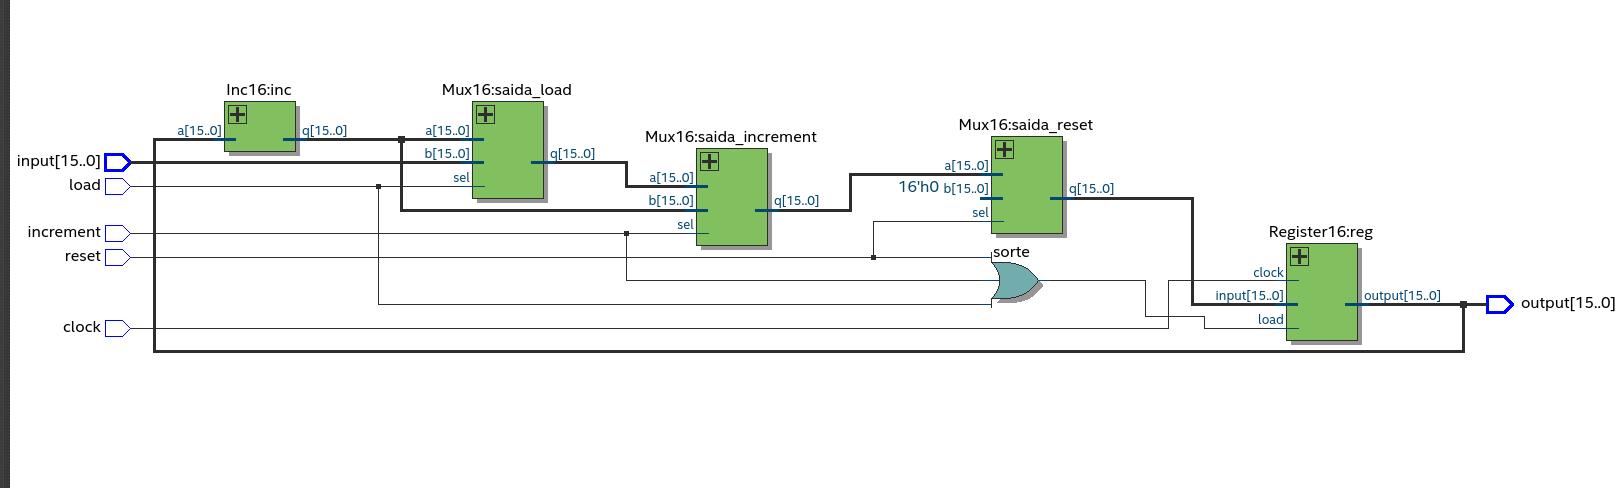 Inc16:inc
a[15..0]
q[15..0]
Mux16:saida_load
a[15..0]
b[15..0]
sel
q[15..0]
Mux16:saida_increment
a[15..0]
b[15..0]
sel
q[15..0]
Mux16:saida_reset
a[15..0]
16'h0 b[15..0]
sel
q[15..0]
Register16:reg
clock
input[15..0]
load
output[15..0]
sorte
input[15..0]
load
increment
reset
clock
output[15..0]